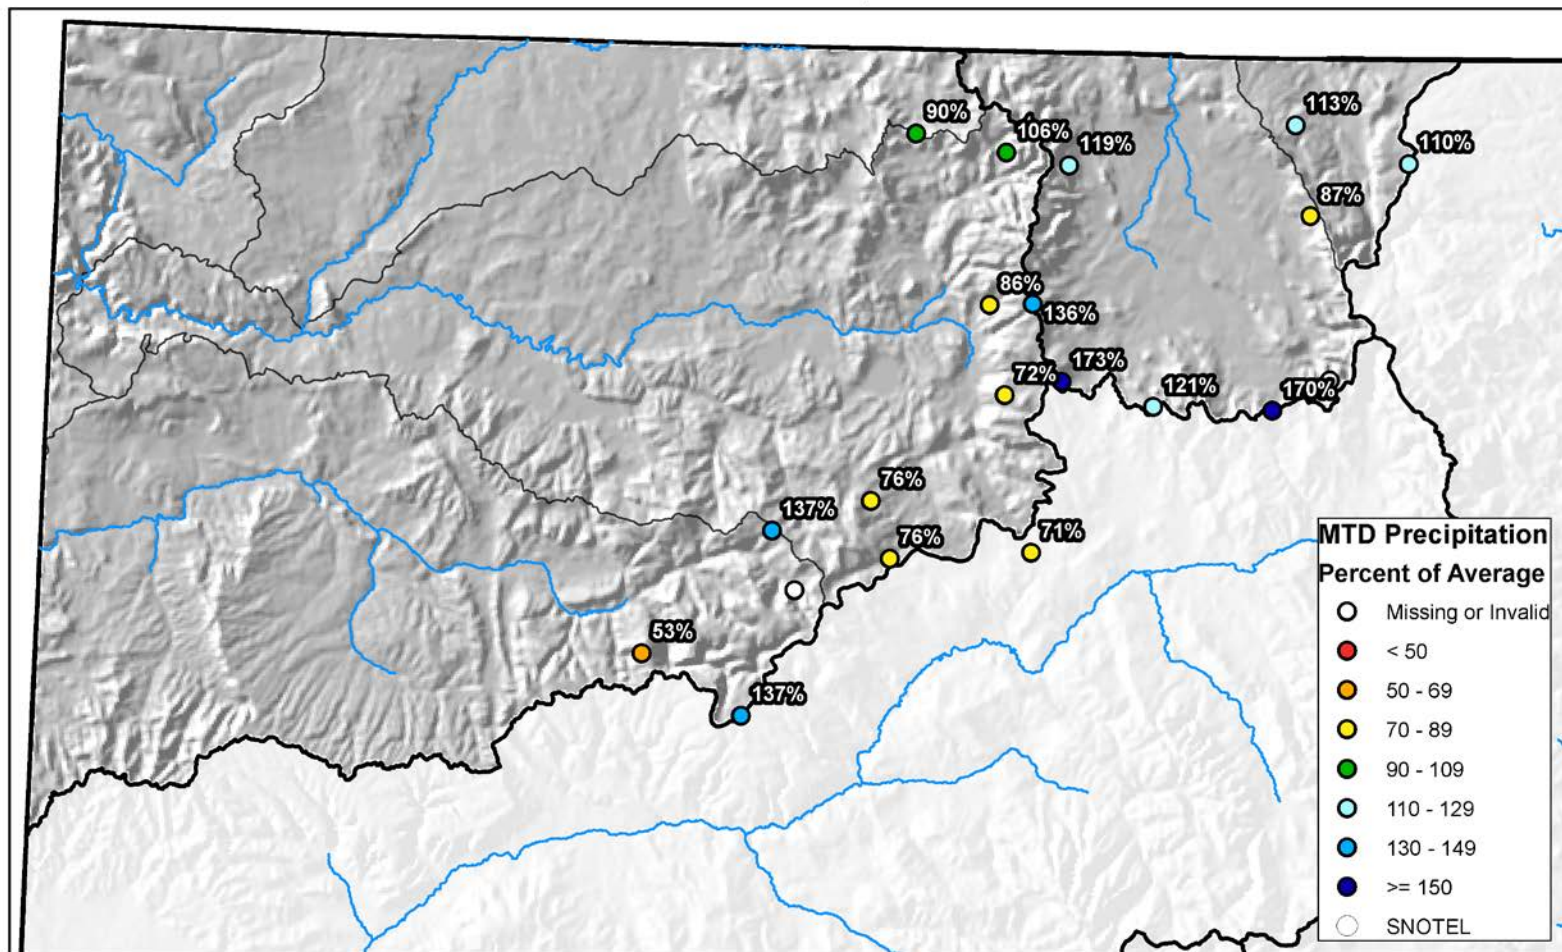 113%
90%
106%
119%
110%
87%
86%
136%
173%
72%
121%
170%
76%
137%
76%
71%
53%
137%
MTD Precipitation
Percent of Average
Missing or Invalid
< 50
50 - 69
70 - 89
90 - 109
110 - 129
130 - 149
>= 150
SNOTEL